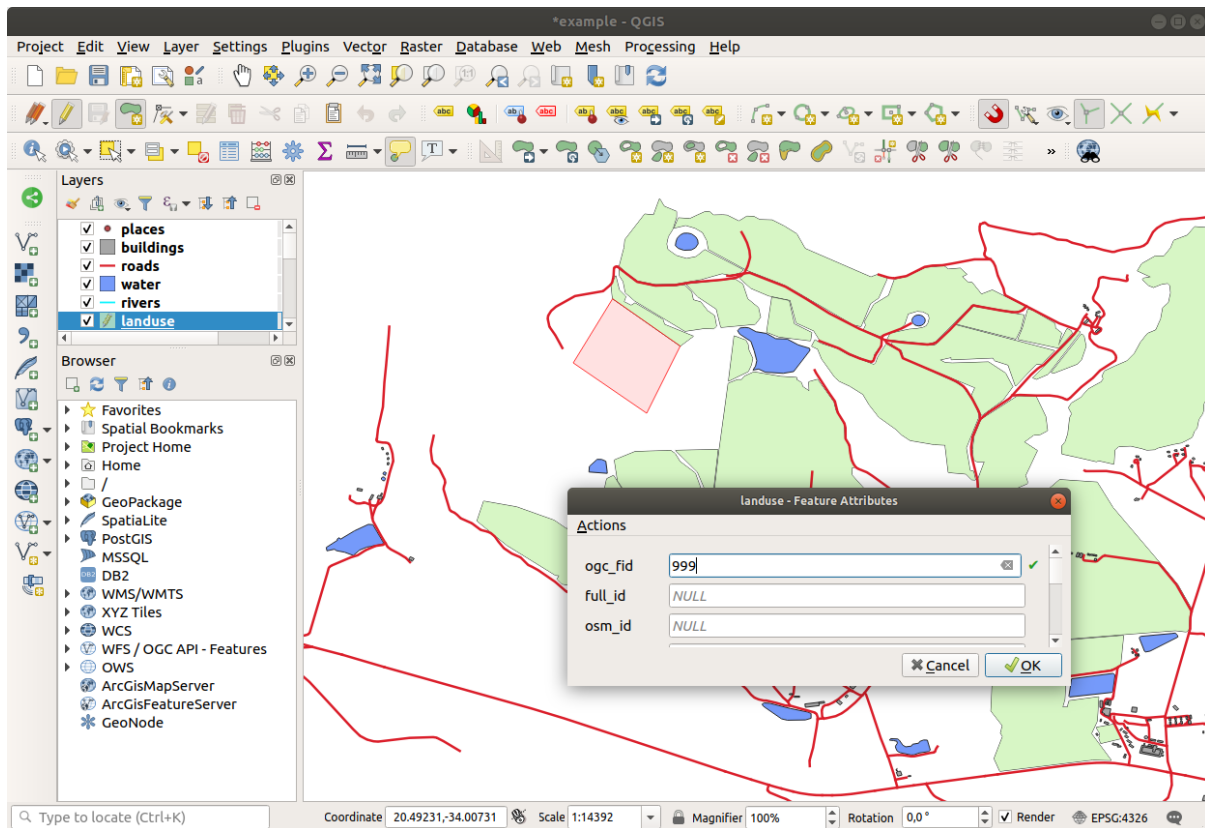 *example - QGIS
Project Edit View Layer Settings Plugins Vector Raster Database Web Mesh Processing Help
Layers
places
buildings
roads
water
rivers
landuse
Browser
Favorites
Spatial Bookmarks
Project Home
Home
/
GeoPackage
SpatiaLite
PostGIS
MSSQL
DB2
WMS/WMTS
XYZ Tiles
WCS
WFS / OGC API - Features
OWS
ArcGisMapServer
ArcGisFeatureServer
GeoNode
landuse - Feature Attributes
Actions
ogc_fid 999
full_id NULL
osm_id NULL
Cancel OK
Type to locate (Ctrl+K) Coordinate 20.49231,-34.00731 Scale 1:14392 Magnifier 100% Rotation 0,0 ° Render EPSG:4326